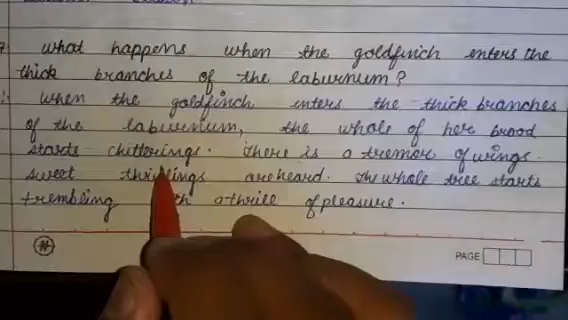 What happens when the goldfinch enters the
thick branches of the laburnum?
When the goldfinch enters the thick branches
of the laburnum, the whole of her brood
starts chitterings. There is a tremor of wings.
sweet thrillings are heard. The whole tree starts
trembling a thrill of pleasure.
PAGE